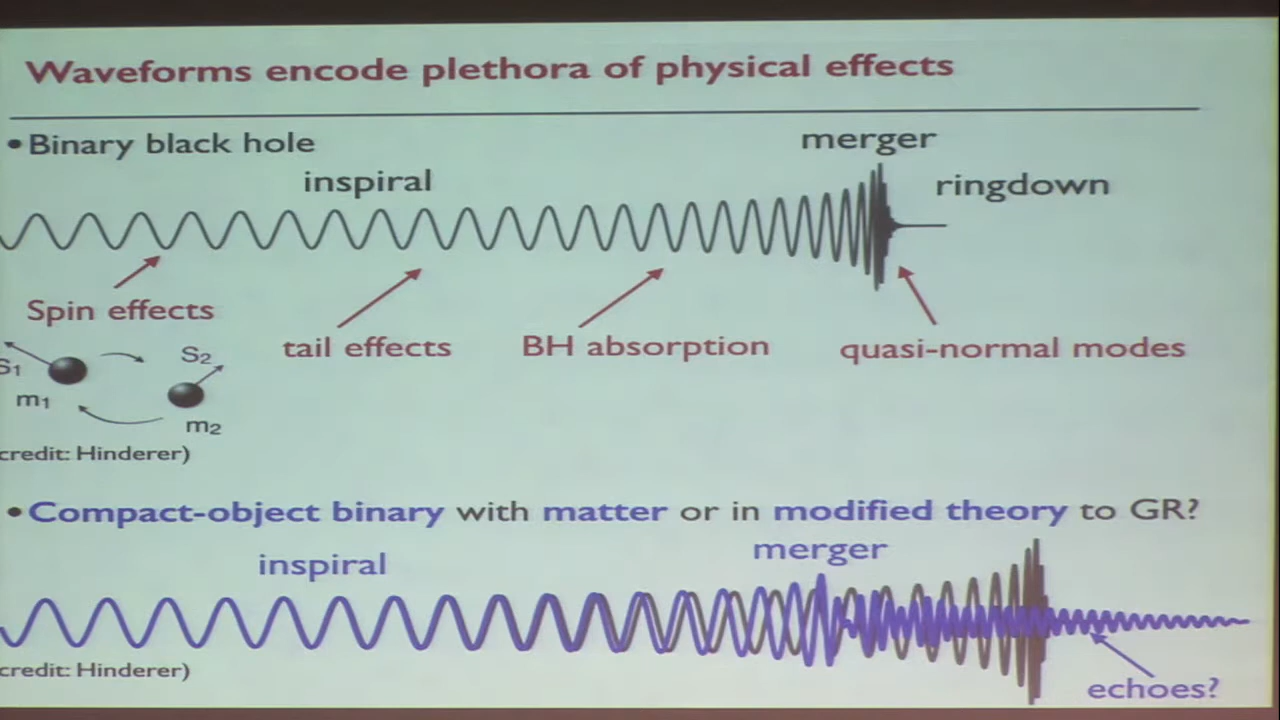 Waveforms encode plethora of physical effects
• Binary black hole
merger
inspiral
ringdown
Spin effects
tail effects
BH absorption
quasi-normal modes
S1
S2
m1
m2
credit: Hinderer)
• Compact-object binary with matter or in modified theory to GR?
merger
inspiral
credit: Hinderer)
echoes?